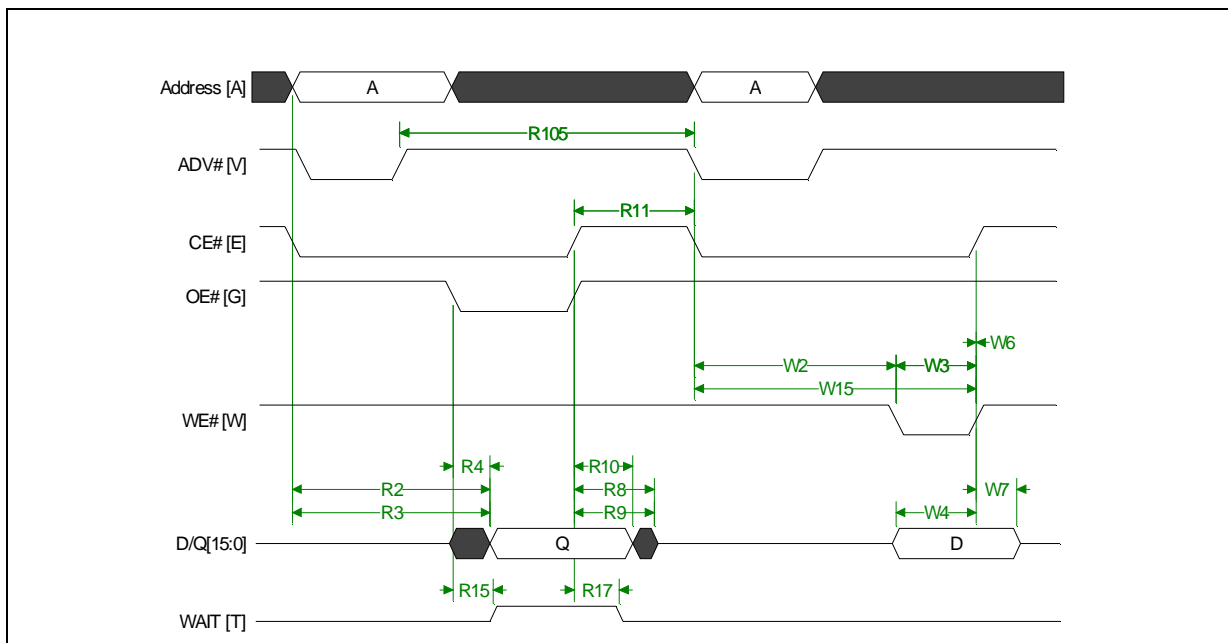 Address [A]
A
A
R105
ADV# [V]
R11
CE# [E]
OE# [G]
W6
W2
W3
W15
WE# [W]
R4
R10
R2
R8
W7
R3
R9
W4
D/Q[15:0]
Q
D
R15
R17
WAIT [T]